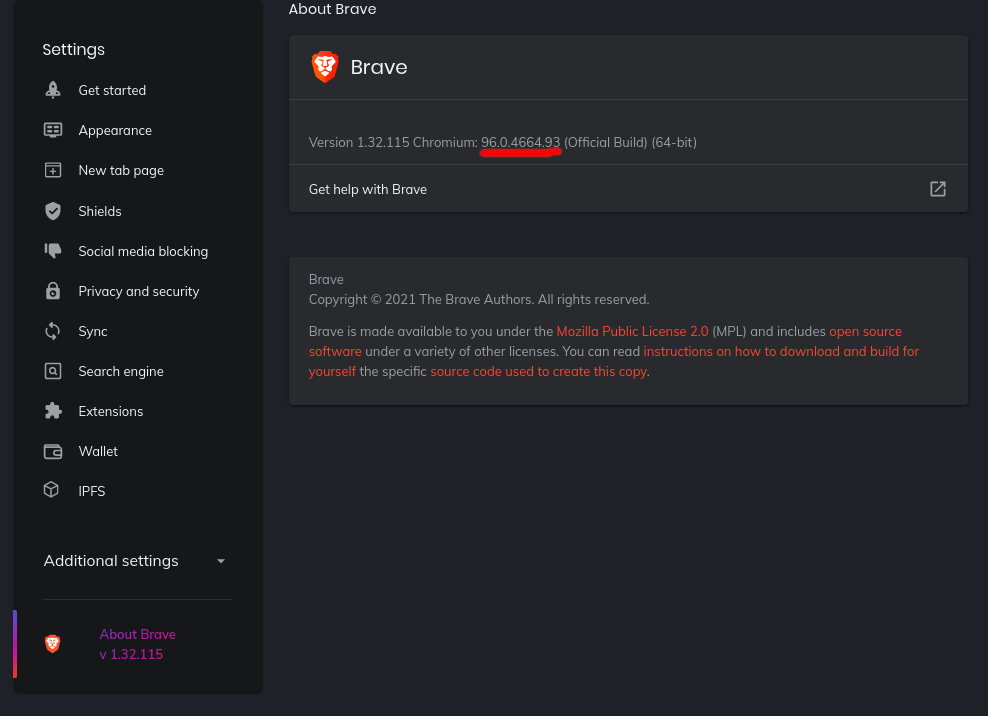 Settings
Get started
Appearance
New tab page
Shields
Social media blocking
Privacy and security
Sync
Search engine
Extensions
Wallet
IPFS
Additional settings
About Brave
v 1.32.115
About Brave
Brave
Version 1.32.115 Chromium: 96.0.4664.93 (Official Build) (64-bit)
Get help with Brave
Brave
Copyright © 2021 The Brave Authors. All rights reserved.
Brave is made available to you under the Mozilla Public License 2.0 (MPL) and includes open source
software under a variety of other licenses. You can read instructions on how to download and build for
yourself the specific source code used to create this copy.